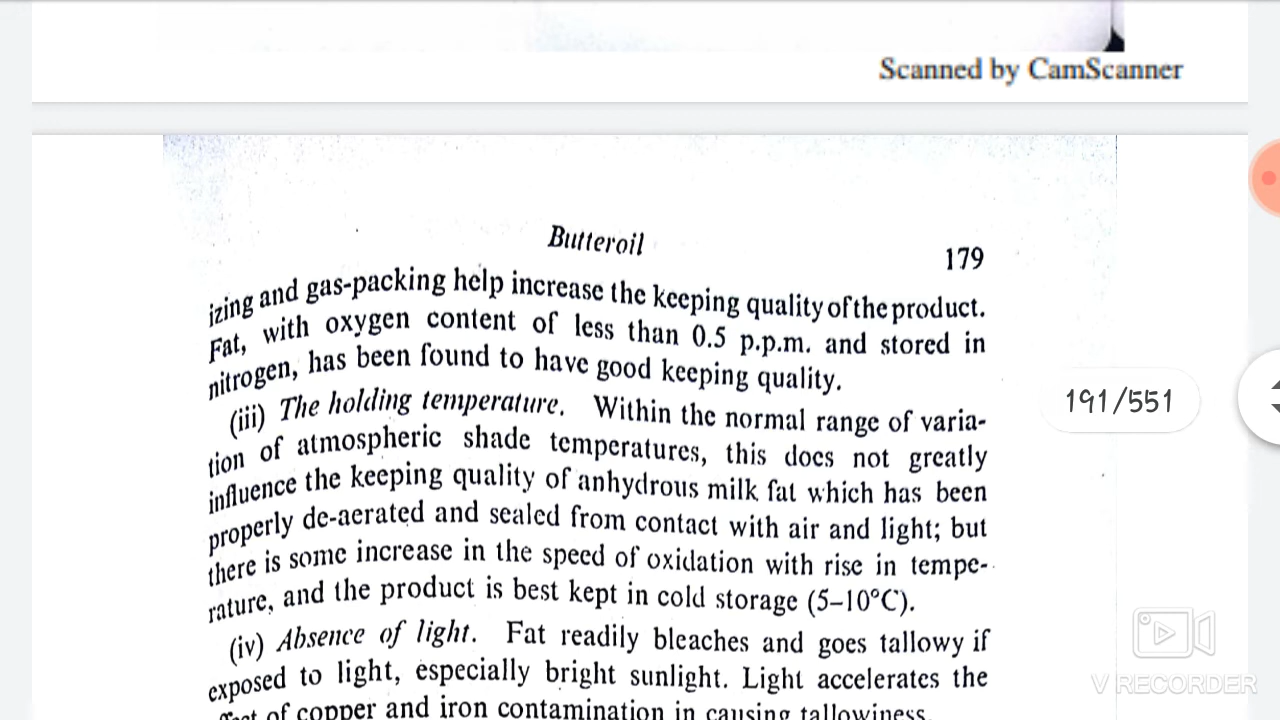 Scanned by CamScanner
Butteroil
179
izing and gas-packing help increase the keeping quality of the product.
Fat, with oxygen content of less than 0.5 p.p.m. and stored in
nitrogen, has been found to have good keeping quality.
(iii) The holding temperature. Within the normal range of varia-
tion of atmospheric shade temperatures, this does not greatly
influence the keeping quality of anhydrous milk fat which has been
properly de-aerated and sealed from contact with air and light; but
there is some increase in the speed of oxidation with rise in tempe-
rature, and the product is best kept in cold storage (5–10°C).
(iv) Absence of light. Fat readily bleaches and goes tallowy if
exposed to light, especially bright sunlight. Light accelerates the
of copper and iron contamination in causing tallowiness.
191/551
V RECORDER